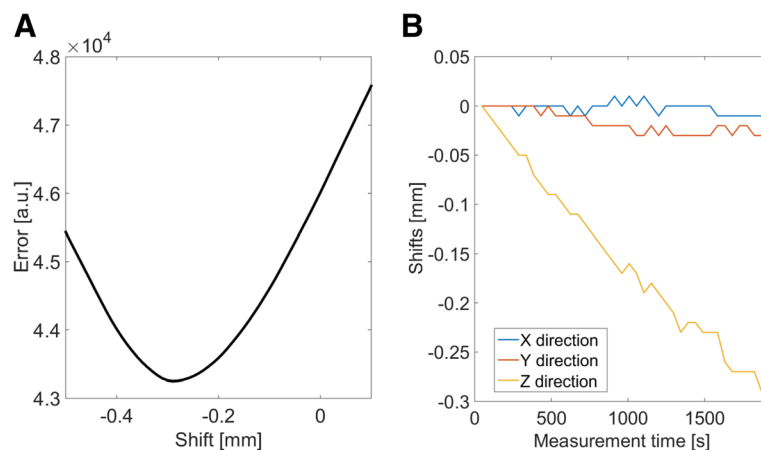 A
×10⁴
4.8
4.7
4.6
4.5
4.4
4.3
Error [a.u.]
-0.4
-0.2
0
Shift [mm]
B
0.05
0
-0.05
-0.1
-0.15
-0.2
-0.25
-0.3
Shifts [mm]
X direction
Y direction
Z direction
0
500
1000
1500
Measurement time [s]